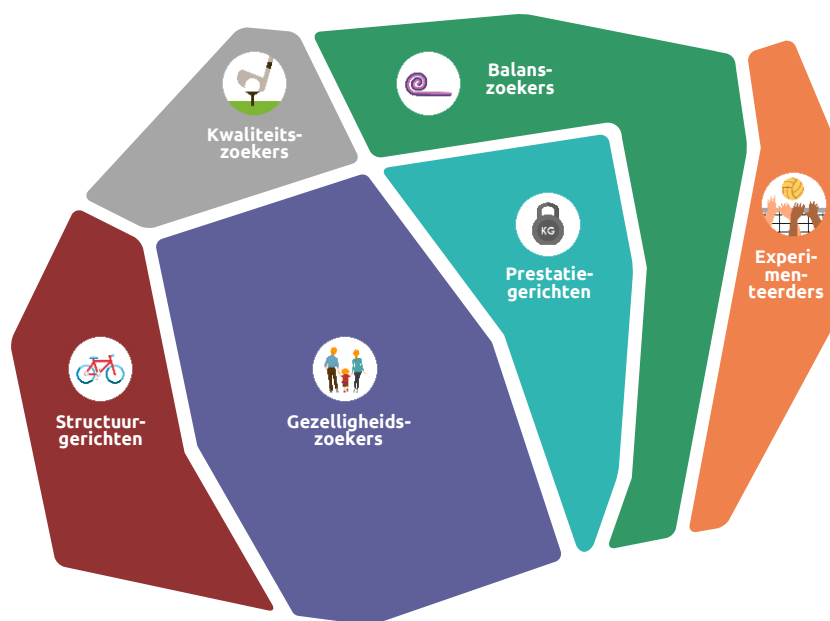 Balans-
zoekers
Kwaliteits-
zoekers
KG
Prestatie-
gerichten
Experi-
men-
teerders
Structuur-
gerichten
Gezelligheids-
zoekers